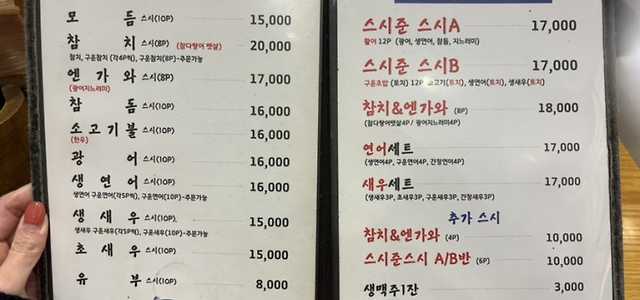 모 듬 스시(10P) 15,000
참 치 스시(8P) (참다랑어 뱃살) 20,000
참치, 구운참치 (각4P씩), 구운참치(8P)-주문가능
엔 가 와 스시(8P) 17,000
(광어지느러미)
참 돔 스시(10P) 16,000
소 고 기 불 스시(10P) 16,000
(한우)
광 어 스시(10P) 16,000
생 연 어 스시(10P) 16,000
생연어 구운연어(각5P씩), 구운연어(10P)-주문가능
생 새 우 스시(10P) 15,000
생새우 구운새우(각5P씩), 구운새우(10P)-주문가능
초 새 우 스시(10P) 15,000
유 부 8,000
스시준 스시A 17,000
활어 12P (광어, 생연어, 참돔, 지느러미)
스시준 스시B 17,000
구운초밥 (토치) 12P 소고기(토치), 생연어(토치), 생새우(토치)
참치&엔가와 (8P) 18,000
(참다랑어뱃살4P / 광어지느러미4P)
연어세트 17,000
(생연어4P, 구운연어4P, 간장연어4P)
새우세트 17,000
(생새우3P, 초새우3P, 구운새우3P, 간장새우3P)
추가 스시
참치&엔가와 (4P) 10,000
스시준스시 A/B반 (6P) 10,000
생맥주1잔 3,000